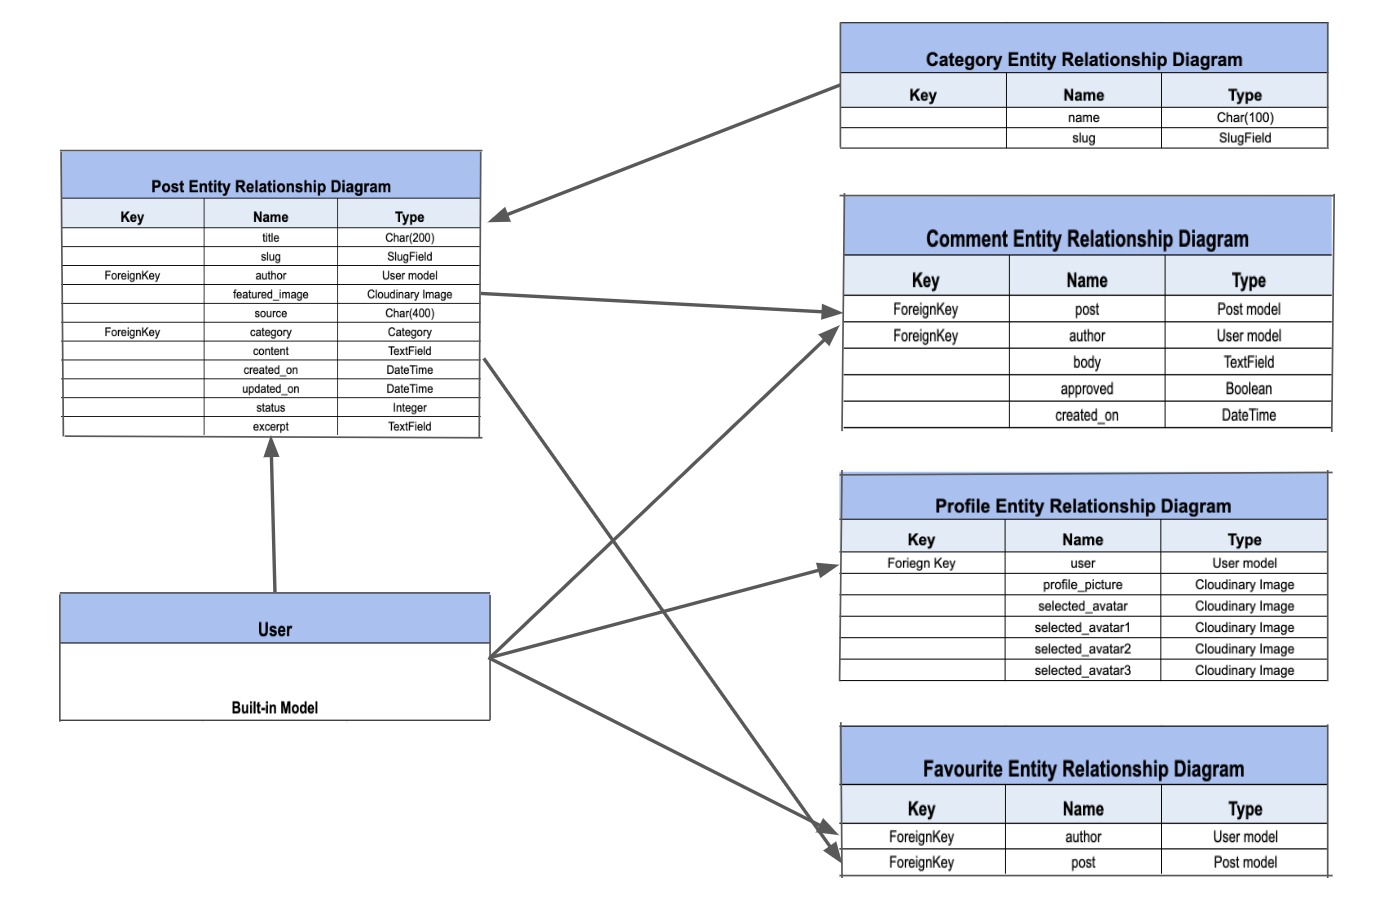 Category Entity Relationship Diagram
Key Name Type
name Char(100)
slug SlugField
Post Entity Relationship Diagram
Key Name Type
title Char(200)
slug SlugField
ForeignKey author User model
featured_image Cloudinary Image
source Char(400)
ForeignKey category Category
content TextField
created_on DateTime
updated_on DateTime
status Integer
excerpt TextField
Comment Entity Relationship Diagram
Key Name Type
ForeignKey post Post model
ForeignKey author User model
body TextField
approved Boolean
created_on DateTime
Profile Entity Relationship Diagram
Key Name Type
Foriegn Key user User model
profile_picture Cloudinary Image
selected_avatar Cloudinary Image
selected_avatar1 Cloudinary Image
selected_avatar2 Cloudinary Image
selected_avatar3 Cloudinary Image
User
Built-in Model
Favourite Entity Relationship Diagram
Key Name Type
ForeignKey author User model
ForeignKey post Post model